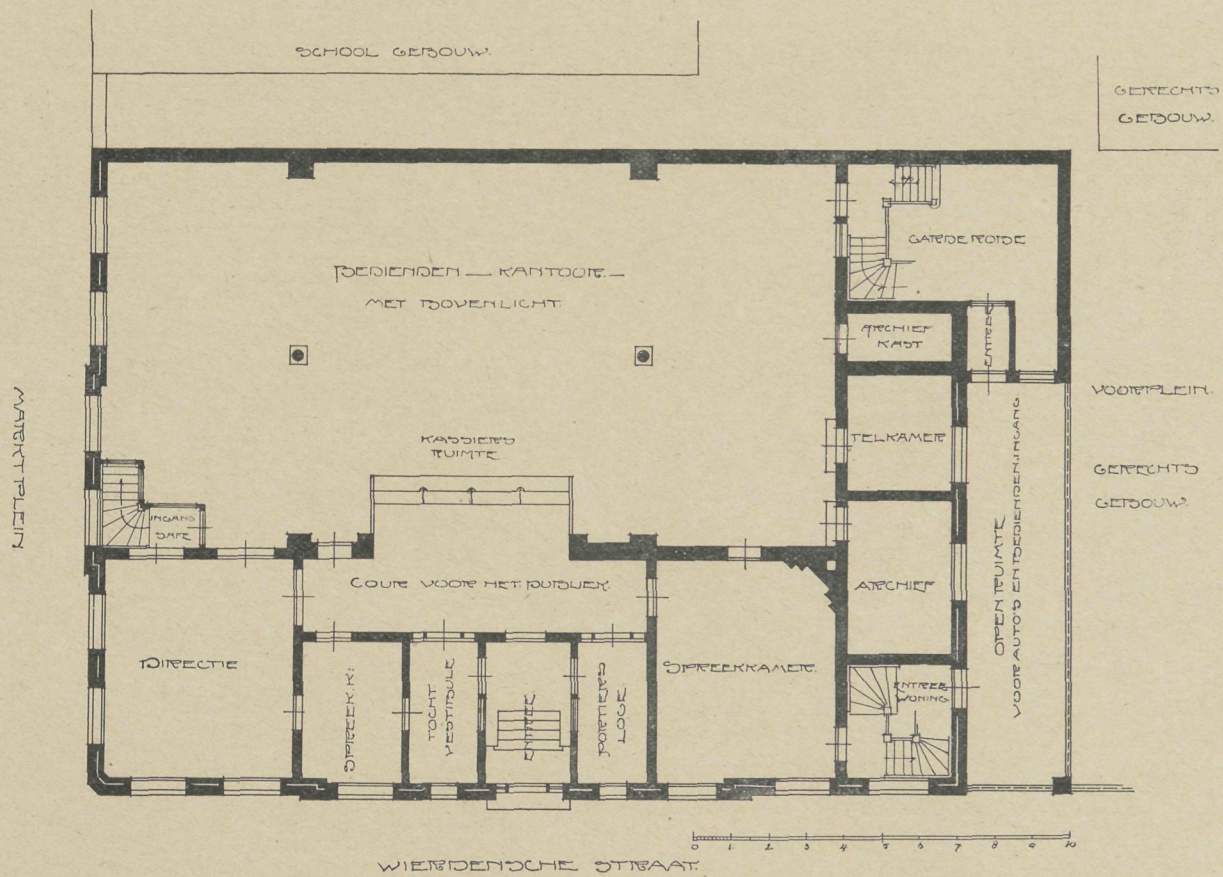 SCHOOL GEBOUW.
GERECHTS
GEBOUW.
GARDEROBE
BEDIENDEN — KANTOOR. —
MET BOVENLICHT.
ARCHIEF
KAST
ENTREE
MARKTPLEIN
VOORPLEIN.
GERECHTS
GEBOUW.
KASSIERS
RUIMTE.
TELKAMER
INGANG
SAFE
OPEN RUIMTE
VOOR AUTO'S EN BEDIENDEN.INGANG
COUR VOOR HET PUBLIEK.
ARCHIEF
DIRECTIE
SPREEK.K:
TOCHT
VESTIBULE
ENTREE
PORTIERS
LOGE.
SPREEKKAMER.
ENTREE
WONING
0 1 2 3 4 5 6 7 8 9 10
WIERDENSCHE STRAAT.